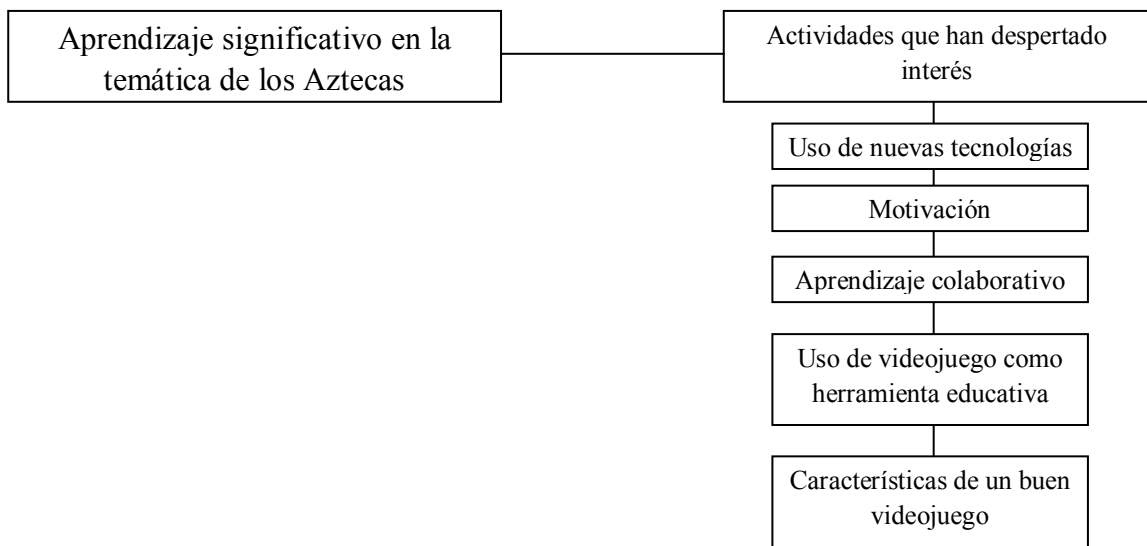 Aprendizaje significativo en la
temática de los Aztecas
Actividades que han despertado
interés
Uso de nuevas tecnologías
Motivación
Aprendizaje colaborativo
Uso de videojuego como
herramienta educativa
Características de un buen
videojuego